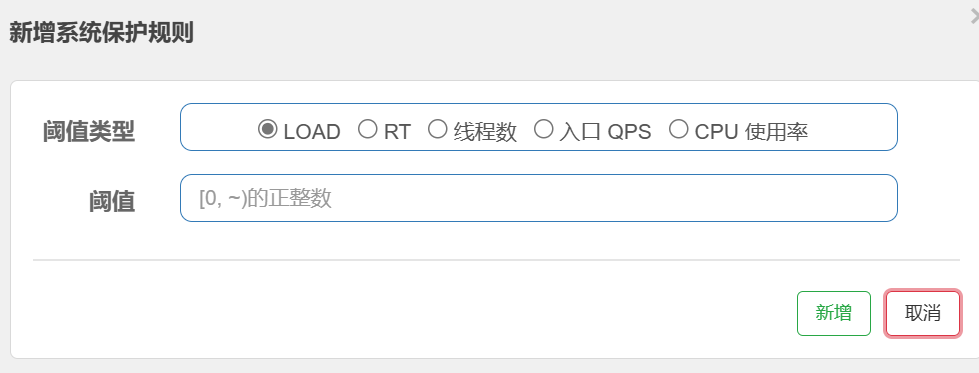 新增系统保护规则
阈值类型
LOAD RT 线程数 入口 QPS CPU 使用率
阈值
[0, ~)的正整数
新增 取消